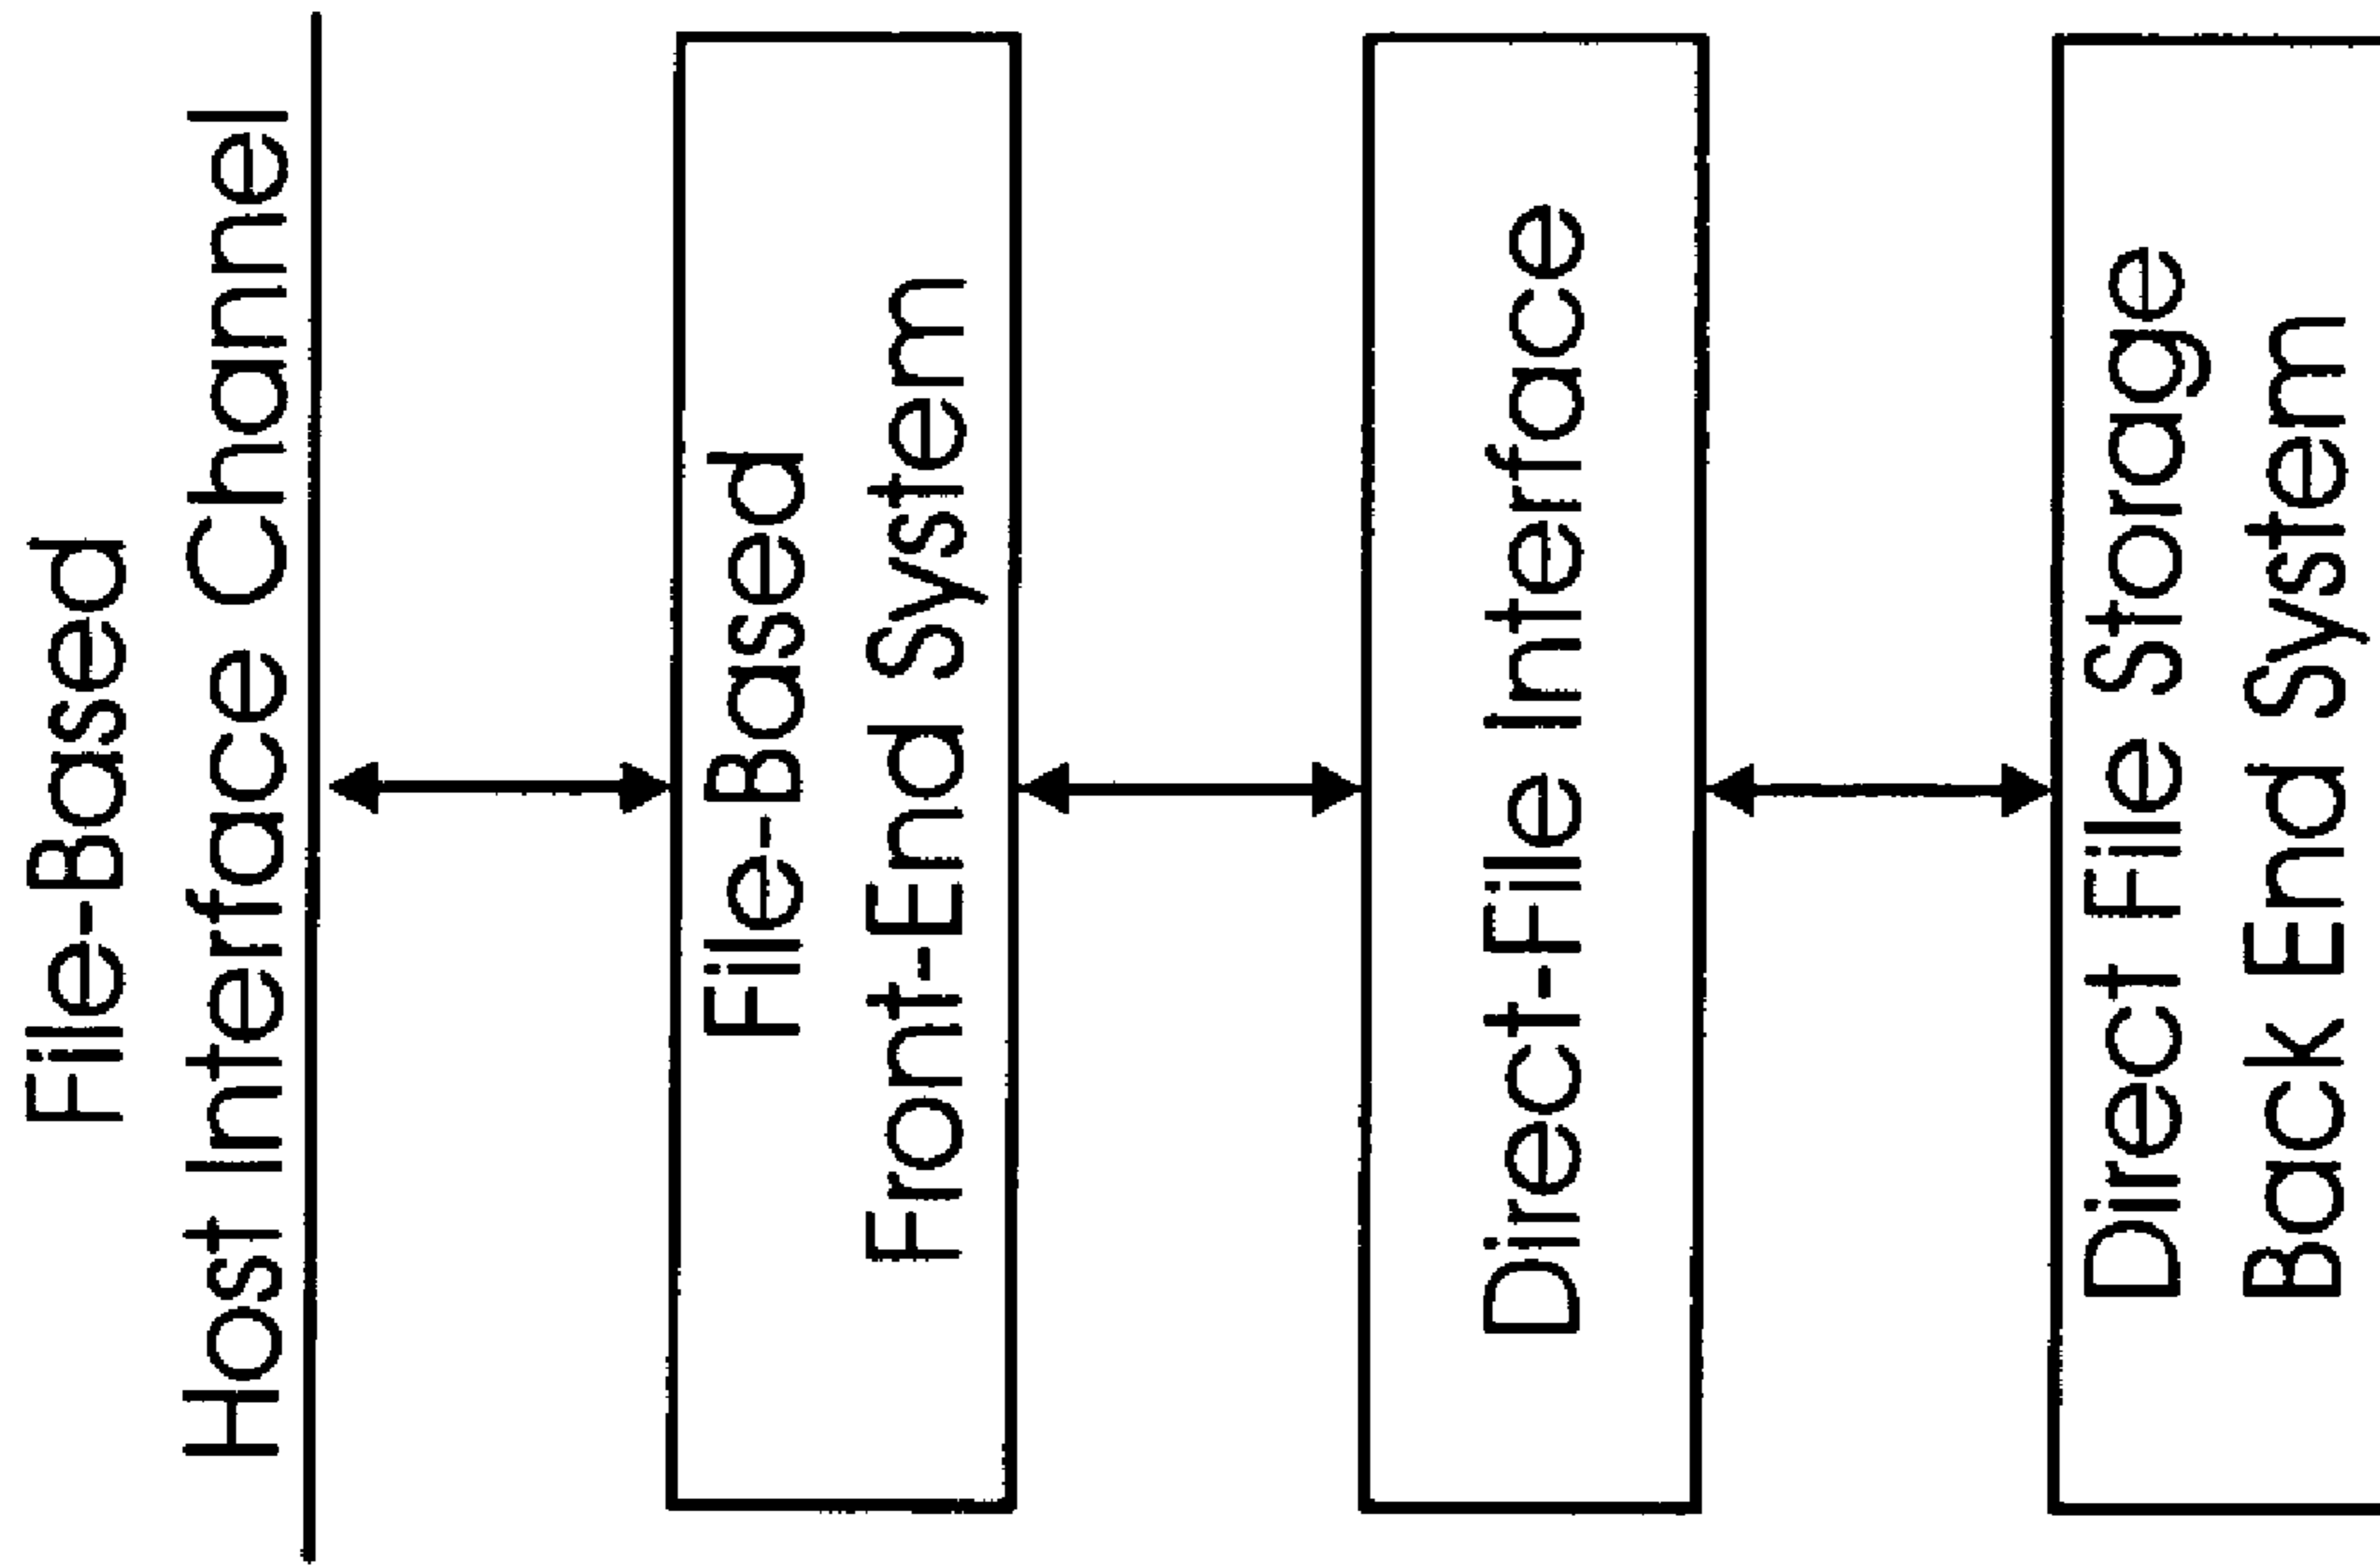 File-Based
Host Interface Channel
File-Based
Front-End System
Direct-File Interface
Direct File Storage
Back End System